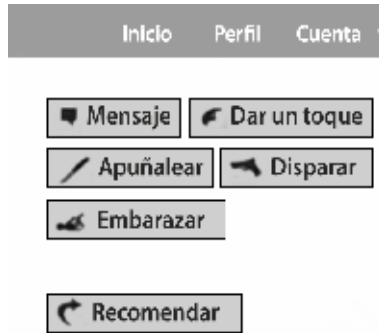 Inicio Perfil Cuenta
Mensaje Dar un toque
Apuñalear Disparar
Embarazar
Recomendar